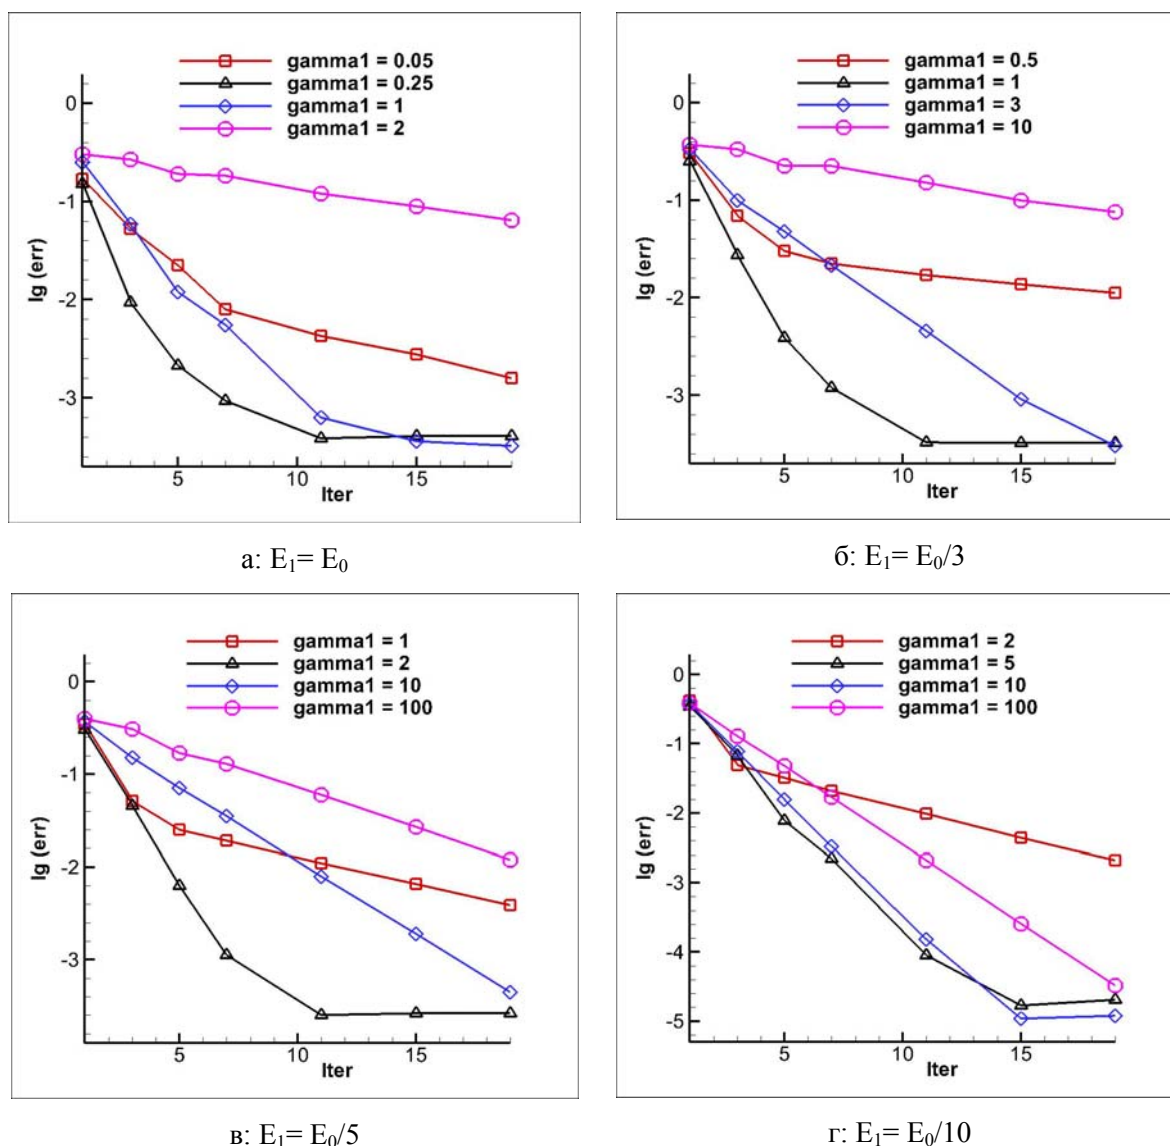 gamma1 = 0.05
gamma1 = 0.25
gamma1 = 1
gamma1 = 2
0
-1
-2
-3
lg (err)
5
10
15
Iter
а: E₁= E₀
gamma1 = 0.5
gamma1 = 1
gamma1 = 3
gamma1 = 10
0
-1
-2
-3
lg (err)
5
10
15
Iter
б: E₁= E₀/3
gamma1 = 1
gamma1 = 2
gamma1 = 10
gamma1 = 100
0
-1
-2
-3
lg (err)
5
10
15
Iter
в: E₁= E₀/5
gamma1 = 2
gamma1 = 5
gamma1 = 10
gamma1 = 100
0
-1
-2
-3
-4
-5
lg (err)
5
10
15
Iter
г: E₁= E₀/10